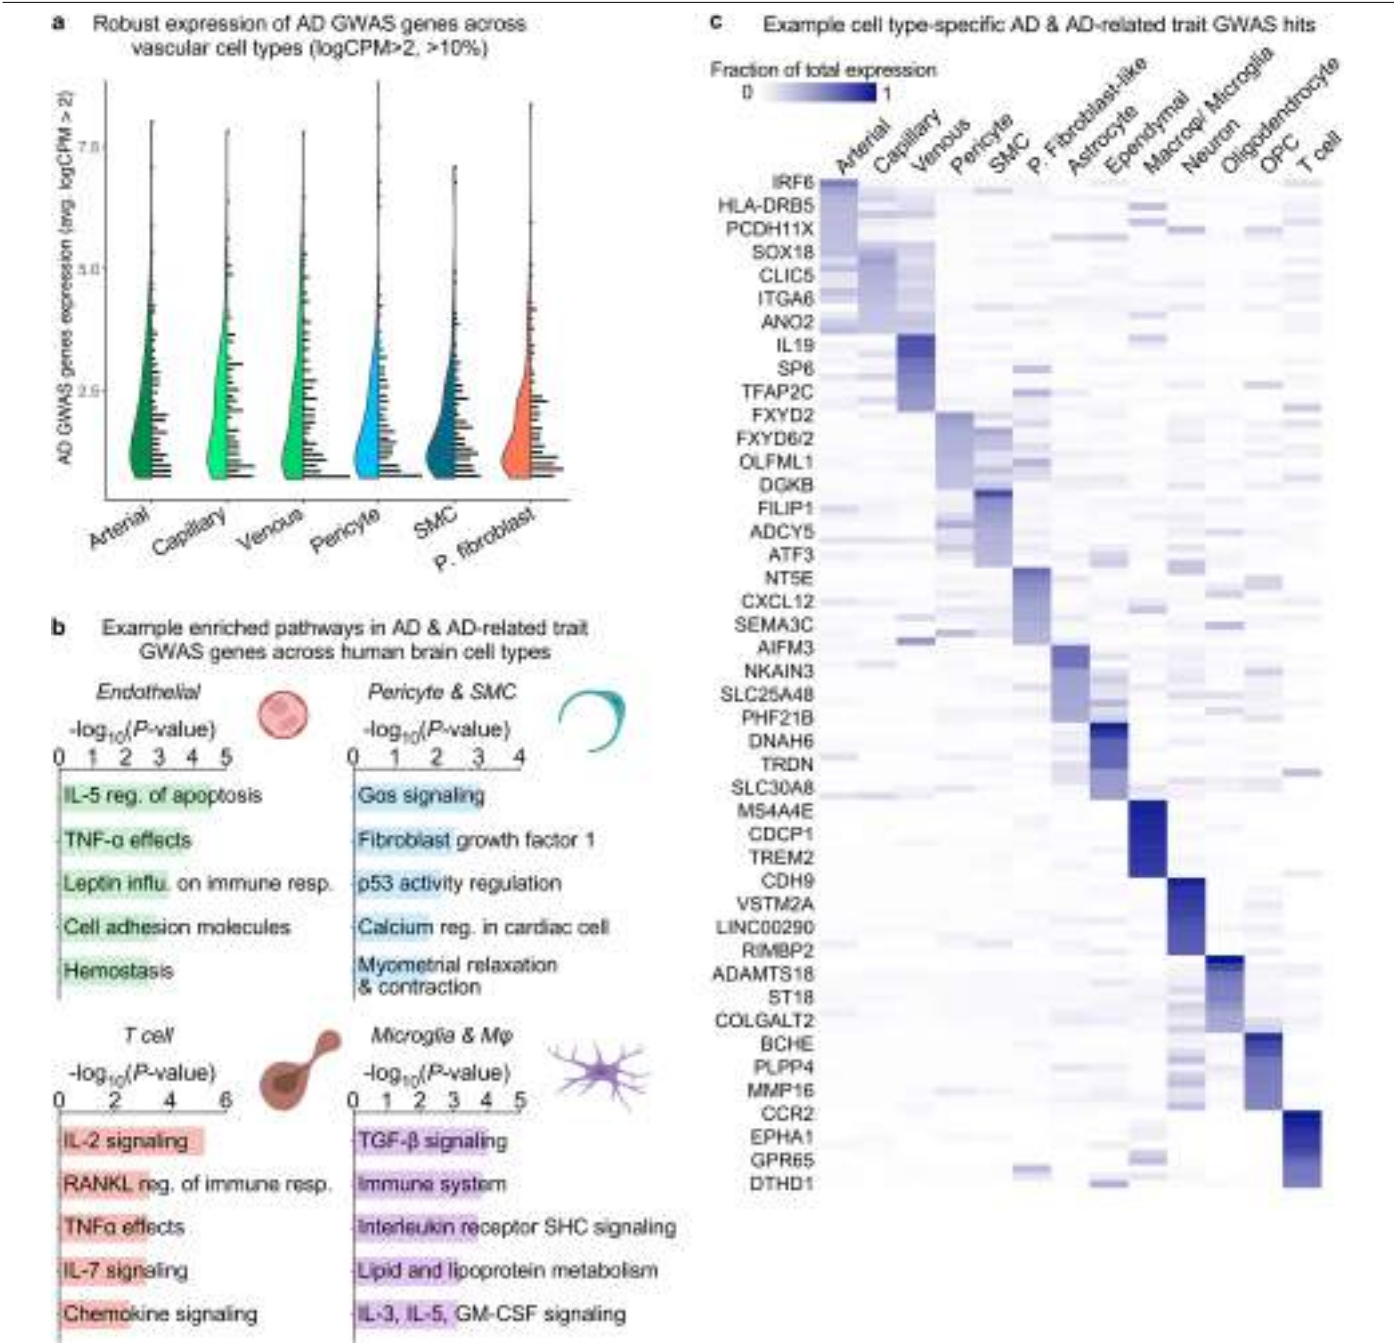 a Robust expression of AD GWAS genes across
vascular cell types (logCPM>2, >10%)
AD GWAS genes expression (avg. logCPM > 2)
7.5
5.0
2.5
Arterial
Capillary
Venous
Pericyte
SMC
P. fibroblast
b Example enriched pathways in AD & AD-related trait
GWAS genes across human brain cell types
Endothelial
-log10(P-value)
0 1 2 3 4 5
IL-5 reg. of apoptosis
TNF-α effects
Leptin influ. on immune resp.
Cell adhesion molecules
Hemostasis
Pericyte & SMC
-log10(P-value)
0 1 2 3 4
Gαs signaling
Fibroblast growth factor 1
p53 activity regulation
Calcium reg. in cardiac cell
Myometrial relaxation
& contraction
T cell
-log10(P-value)
0 2 4 6
IL-2 signaling
RANKL reg. of immune resp.
TNFα effects
IL-7 signaling
Chemokine signaling
Microglia & Mφ
-log10(P-value)
0 1 2 3 4 5
TGF-β signaling
Immune system
Interleukin receptor SHC signaling
Lipid and lipoprotein metabolism
IL-3, IL-5, GM-CSF signaling
c Example cell type-specific AD & AD-related trait GWAS hits
Fraction of total expression
0 1
Arterial
Capillary
Venous
Pericyte
SMC
P. Fibroblast-like
Astrocyte
Ependymal
Macroφ/ Microglia
Neuron
Oligodendrocyte
OPC
T cell
IRF6
HLA-DRB5
PCDH11X
SOX18
CLIC5
ITGA6
ANO2
IL19
SP6
TFAP2C
FXYD2
FXYD6/2
OLFML1
DGKB
FILIP1
ADCY5
ATF3
NT5E
CXCL12
SEMA3C
AIFM3
NKAIN3
SLC25A48
PHF21B
DNAH6
TRDN
SLC30A8
MS4A4E
CDCP1
TREM2
CDH9
VSTM2A
LINC00290
RIMBP2
ADAMTS18
ST18
COLGALT2
BCHE
PLPP4
MMP16
CCR2
EPHA1
GPR65
DTHD1